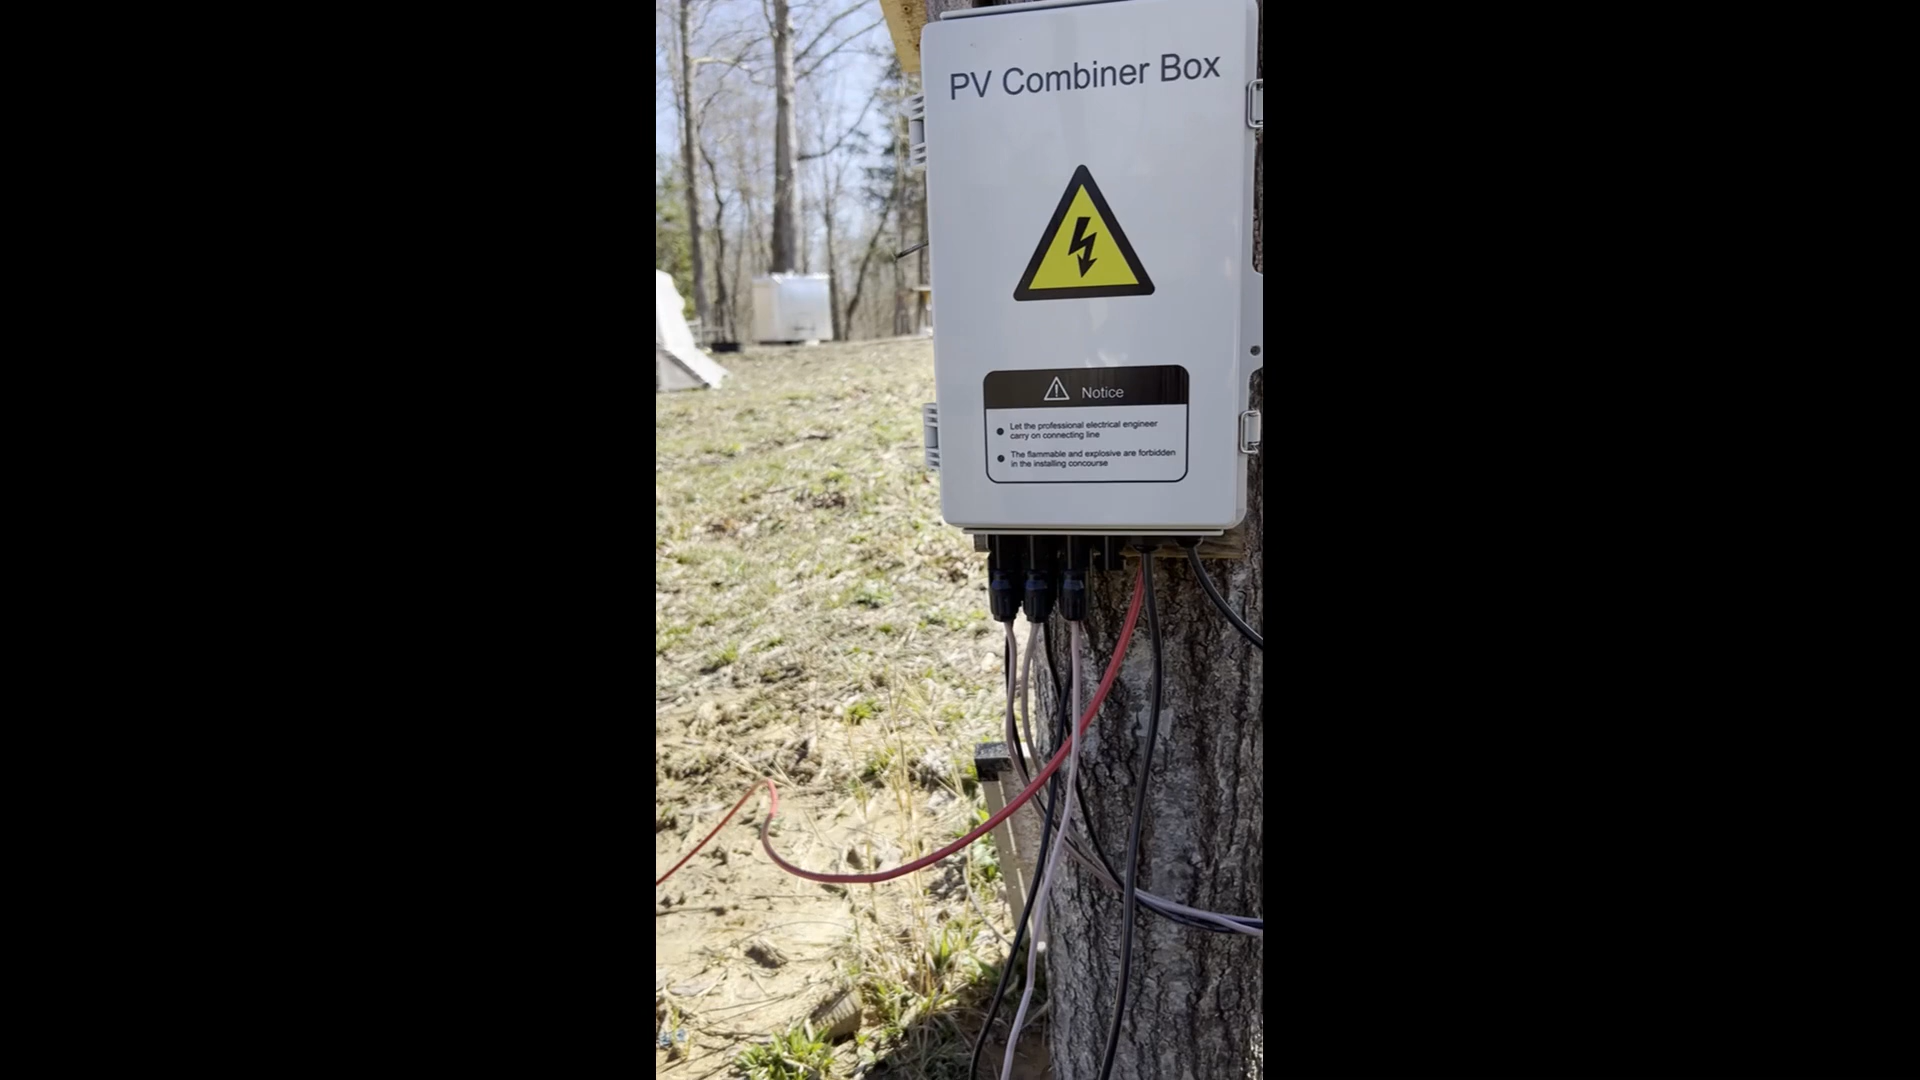 PV Combiner Box
Notice
Let the professional electrical engineer
carry on connecting line
The flammable and explosive are forbidden
in the installing concourse